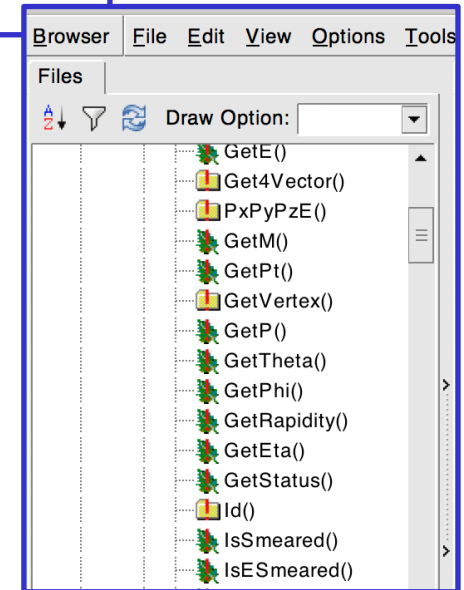 Browser File Edit View Options Tools
Files
Draw Option:
GetE()
Get4Vector()
PxPyPzE()
GetM()
GetPt()
GetVertex()
GetP()
GetTheta()
GetPhi()
GetRapidity()
GetEta()
GetStatus()
Id()
IsSmeared()
IsESmeared()